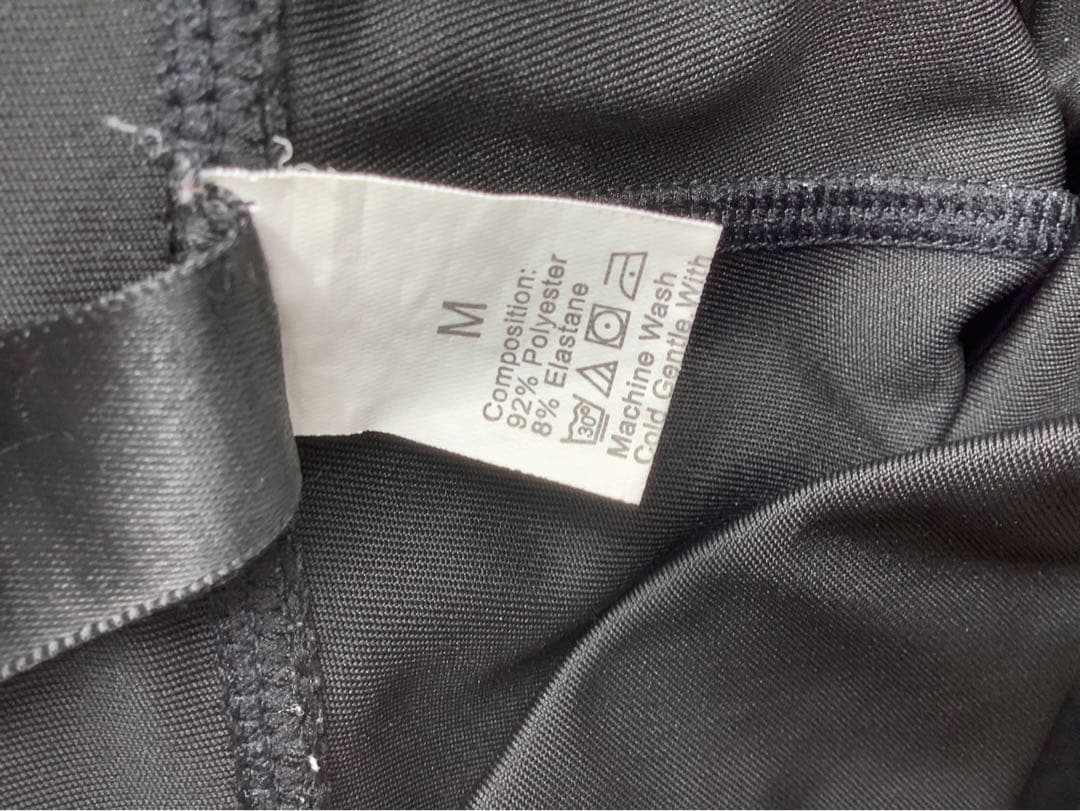 M
Composition:
92% Polyester
8% Elastane
30°
Machine Wash
Cold Gentle With